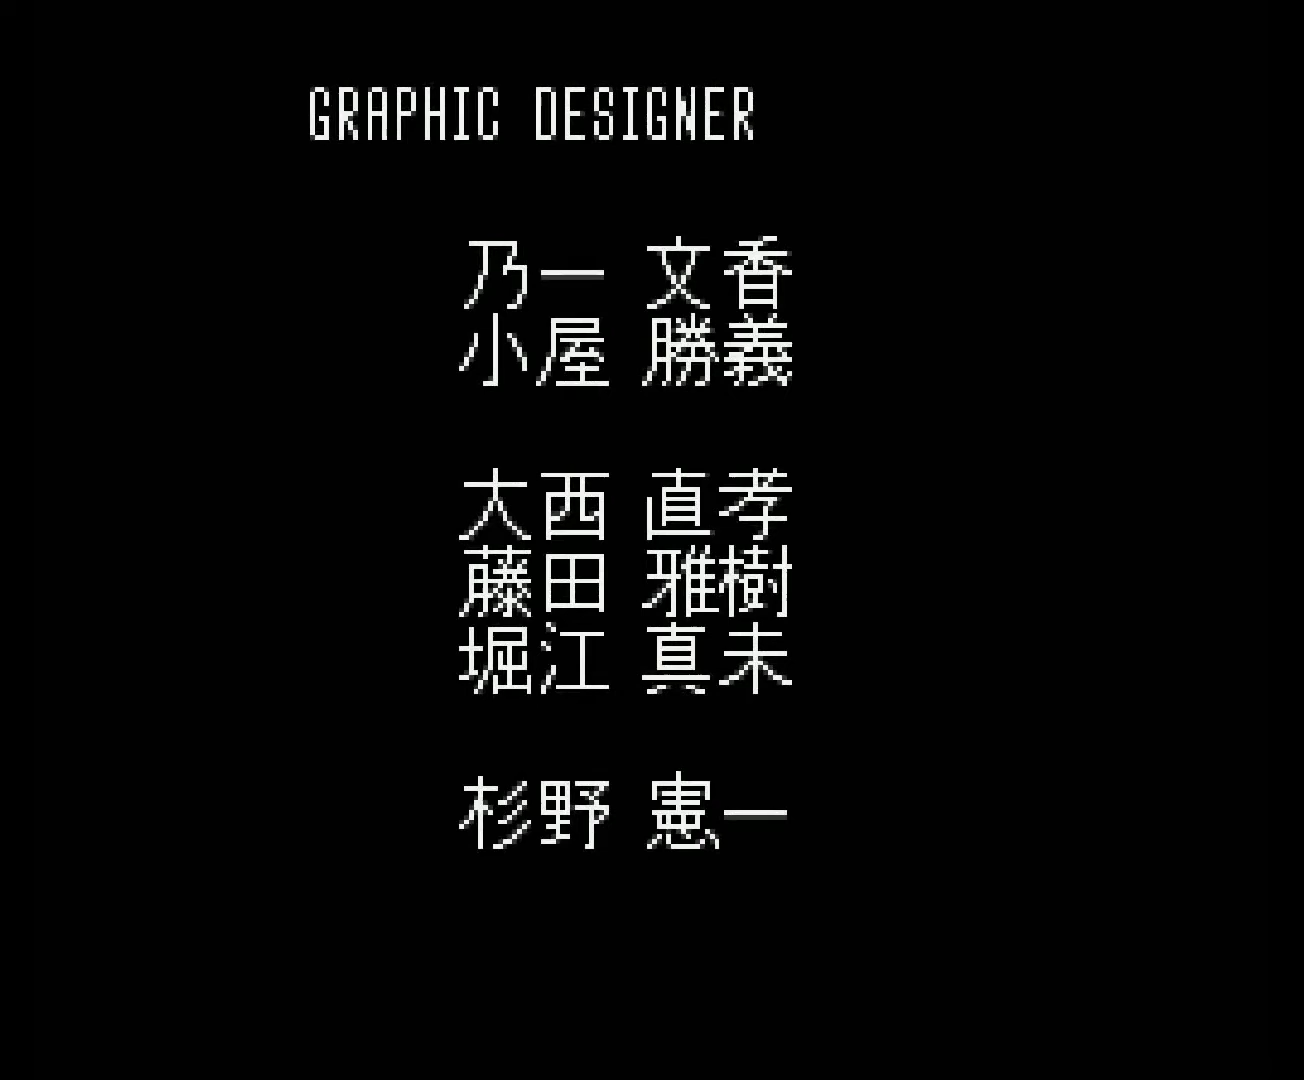 GRAPHIC DESIGNER
乃一 文香
小屋 勝義
大西 直孝
藤田 雅樹
堀江 真未
杉野 憲一